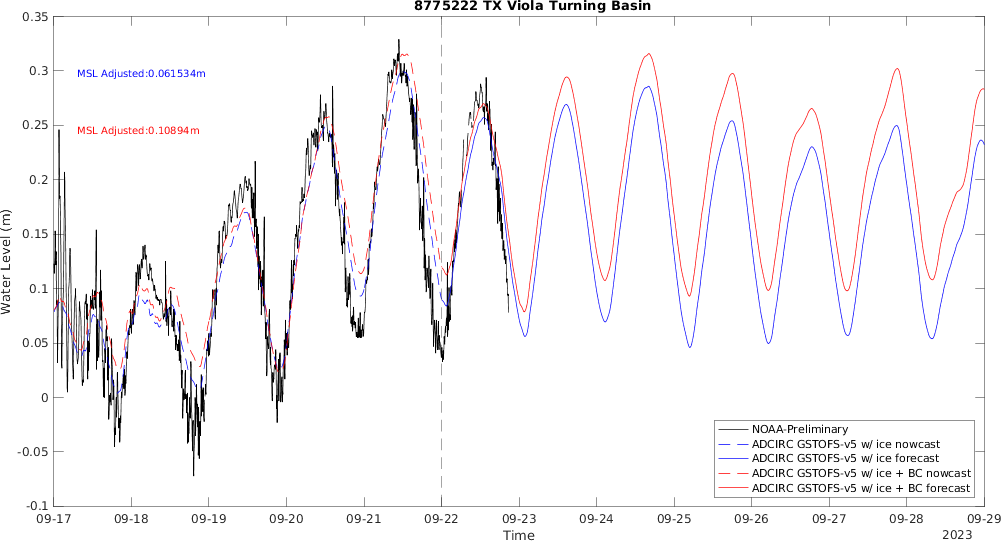 8775222 TX Viola Turning Basin
0.35
0.3
0.25
0.2
0.15
0.1
0.05
0
-0.05
-0.1
Water Level (m)
MSL Adjusted:0.061534m
MSL Adjusted:0.10894m
NOAA-Preliminary
ADCIRC GSTOFS-v5 w/ ice nowcast
ADCIRC GSTOFS-v5 w/ ice forecast
ADCIRC GSTOFS-v5 w/ ice + BC nowcast
ADCIRC GSTOFS-v5 w/ ice + BC forecast
09-17 09-18 09-19 09-20 09-21 09-22 09-23 09-24 09-25 09-26 09-27 09-28 09-29
Time
2023